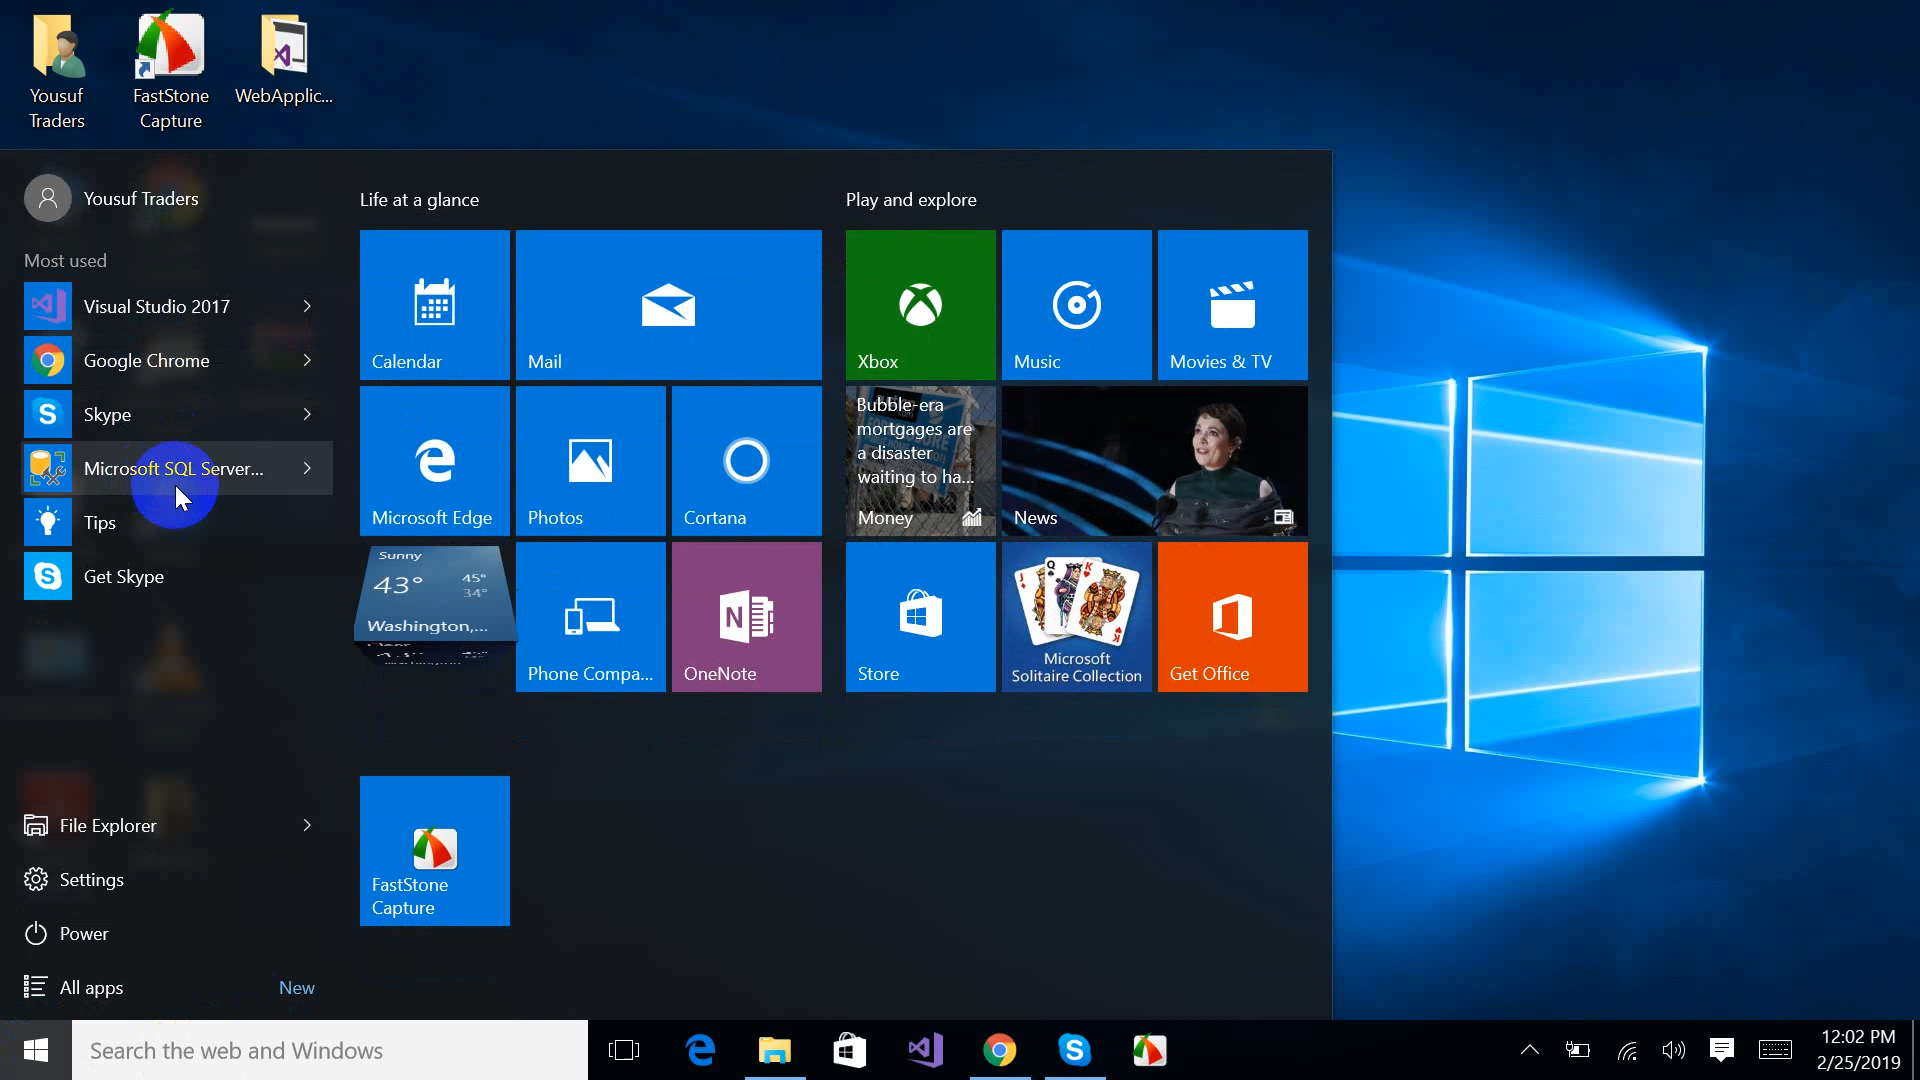 Yousuf
Traders
FastStone
Capture
WebApplic...
Yousuf Traders
Most used
Visual Studio 2017
Google Chrome
Skype
Microsoft SQL Server...
Tips
Get Skype
File Explorer
Settings
Power
All apps
New
Life at a glance
Calendar
Mail
Microsoft Edge
Photos
Cortana
Sunny
43°
45°
34°
Washington,...
Phone Compa...
OneNote
FastStone
Capture
Play and explore
Xbox
Music
Movies & TV
Bubble-era
mortgages are
a disaster
waiting to ha...
Money
News
Store
Microsoft
Solitaire Collection
Get Office
Search the web and Windows
12:02 PM
2/25/2019